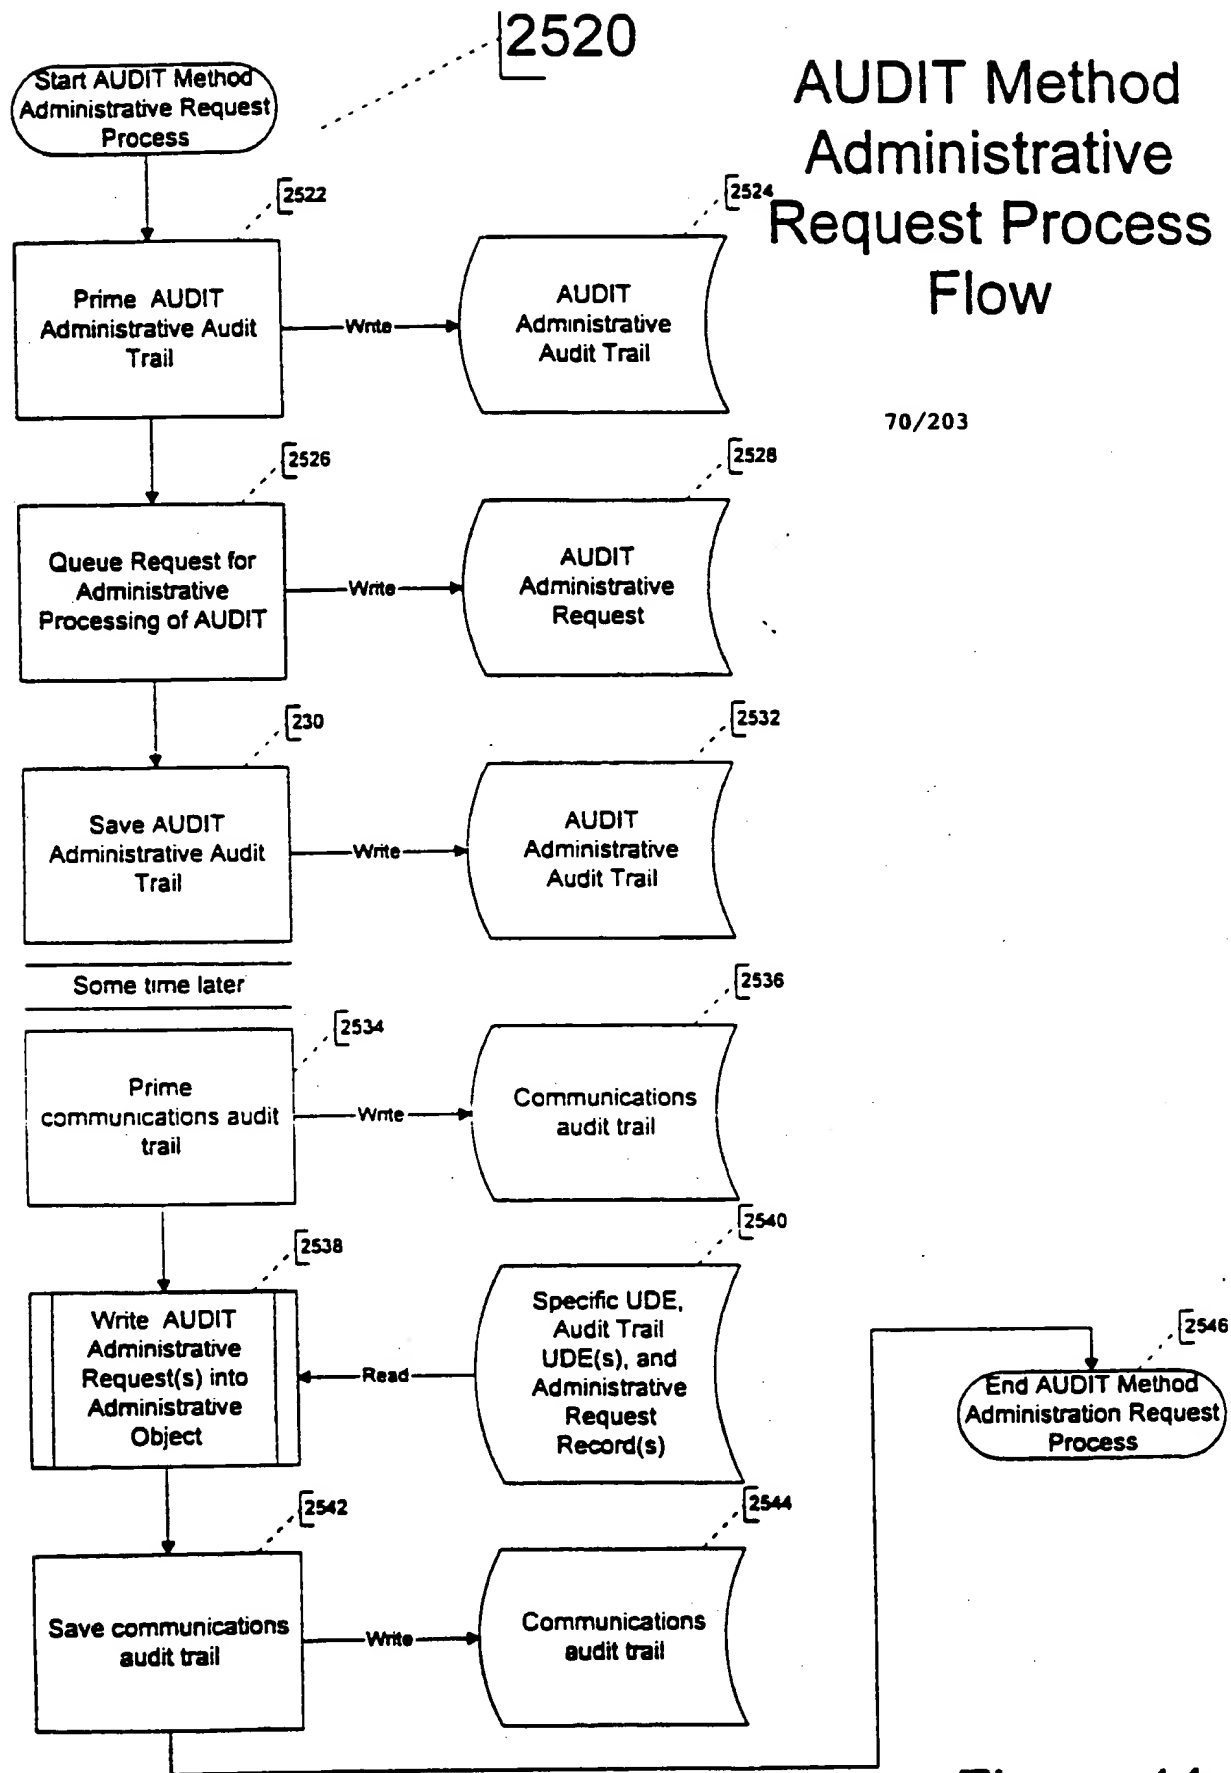 2520
AUDIT Method
Administrative
Request Process
Flow
70/203
Start AUDIT Method
Administrative Request
Process
2522
Prime AUDIT
Administrative Audit
Trail
Write
2524
AUDIT
Administrative
Audit Trail
2526
Queue Request for
Administrative
Processing of AUDIT
Write
2528
AUDIT
Administrative
Request
230
Save AUDIT
Administrative Audit
Trail
Write
2532
AUDIT
Administrative
Audit Trail
Some time later
2534
Prime
communications audit
trail
Write
2536
Communications
audit trail
2538
Write AUDIT
Administrative
Request(s) into
Administrative
Object
Read
2540
Specific UDE,
Audit Trail
UDE(s), and
Administrative
Request
Record(s)
2542
Save communications
audit trail
Write
2544
Communications
audit trail
2546
End AUDIT Method
Administration Request
Process